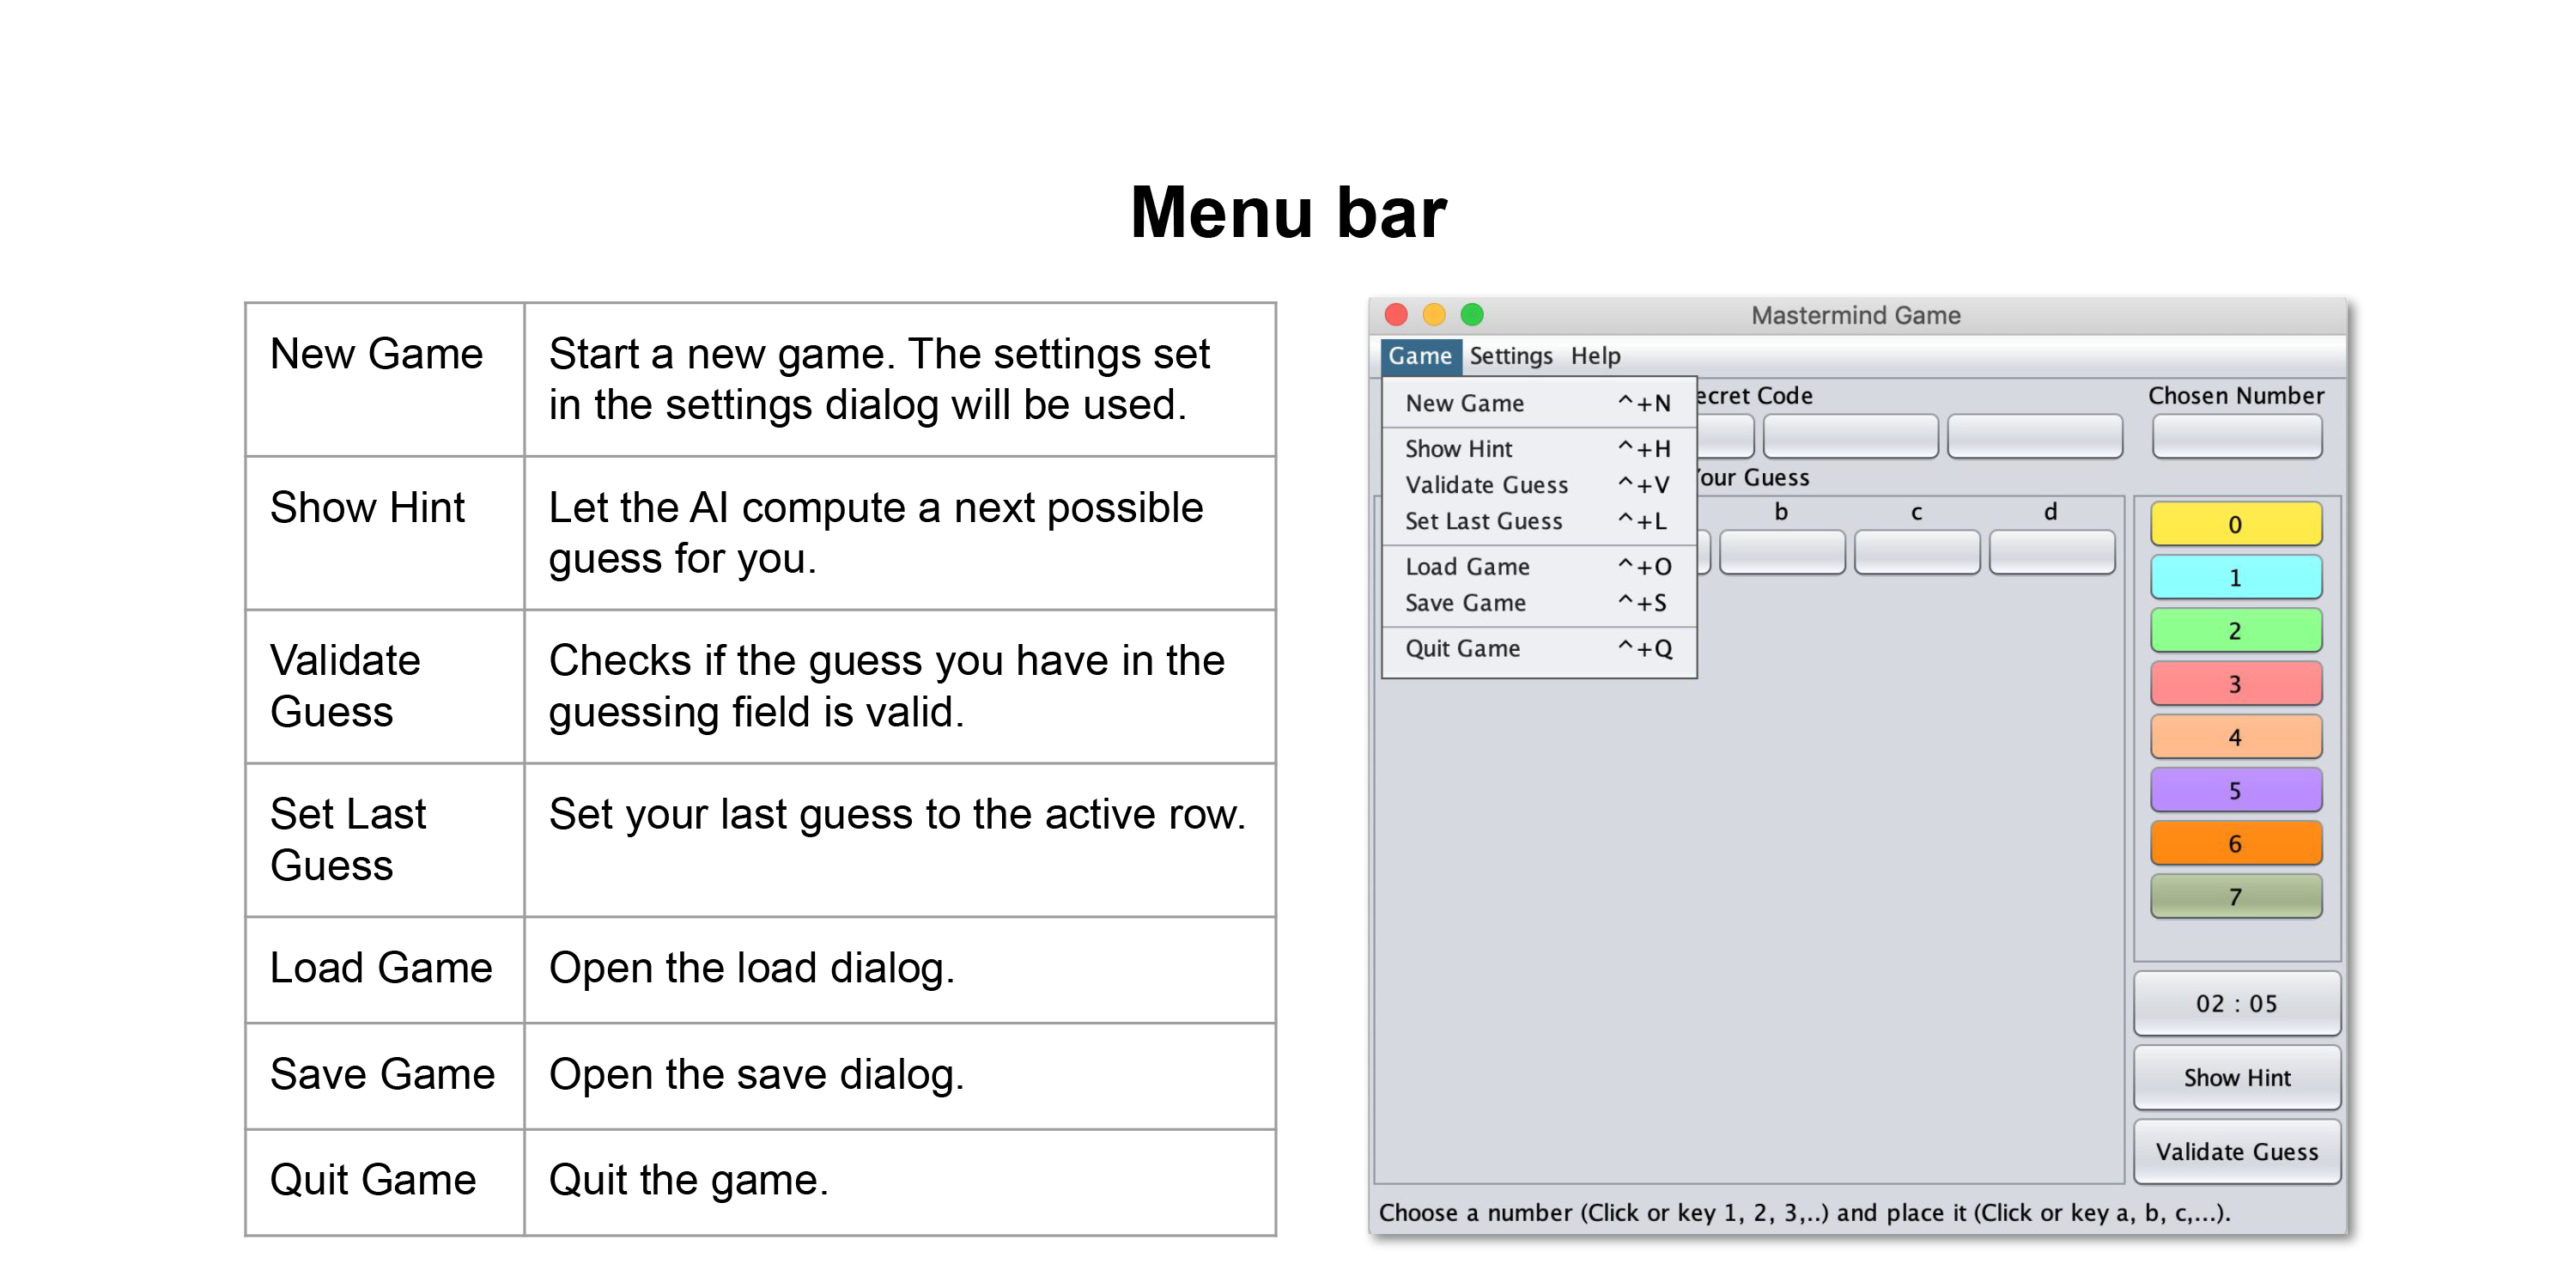 Menu bar
New Game
Start a new game. The settings set
in the settings dialog will be used.
Show Hint
Let the AI compute a next possible
guess for you.
Validate
Guess
Checks if the guess you have in the
guessing field is valid.
Set Last
Guess
Set your last guess to the active row.
Load Game
Open the load dialog.
Save Game
Open the save dialog.
Quit Game
Quit the game.
Mastermind Game
Game Settings Help
New Game ^+N
Show Hint ^+H
Validate Guess ^+V
Set Last Guess ^+L
Load Game ^+O
Save Game ^+S
Quit Game ^+Q
ecret Code
Chosen Number
our Guess
b c d
0
1
2
3
4
5
6
7
02 : 05
Show Hint
Validate Guess
Choose a number (Click or key 1, 2, 3,..) and place it (Click or key a, b, c,...).